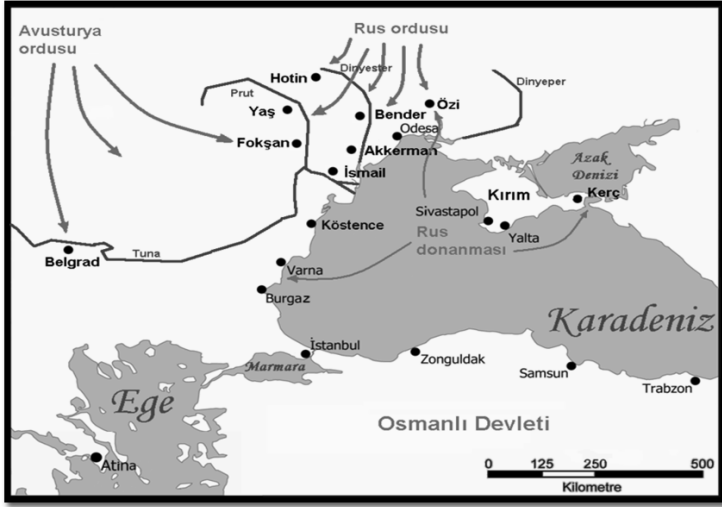 Avusturya
ordusu
Rus ordusu
Hotin
Dinyester
Dinyeper
Prut
Yaş
Bender
Özi
Odesa
Fokşan
Akkerman
İsmail
Azak
Denizi
Kırım
Kerç
Sivastapol
Yalta
Köstence
Rus
donanması
Tuna
Belgrad
Varna
Burgaz
Karadeniz
İstanbul
Marmara
Zonguldak
Samsun
Trabzon
Ege
Osmanlı Devleti
Atina
0 125 250 500
Kilometre